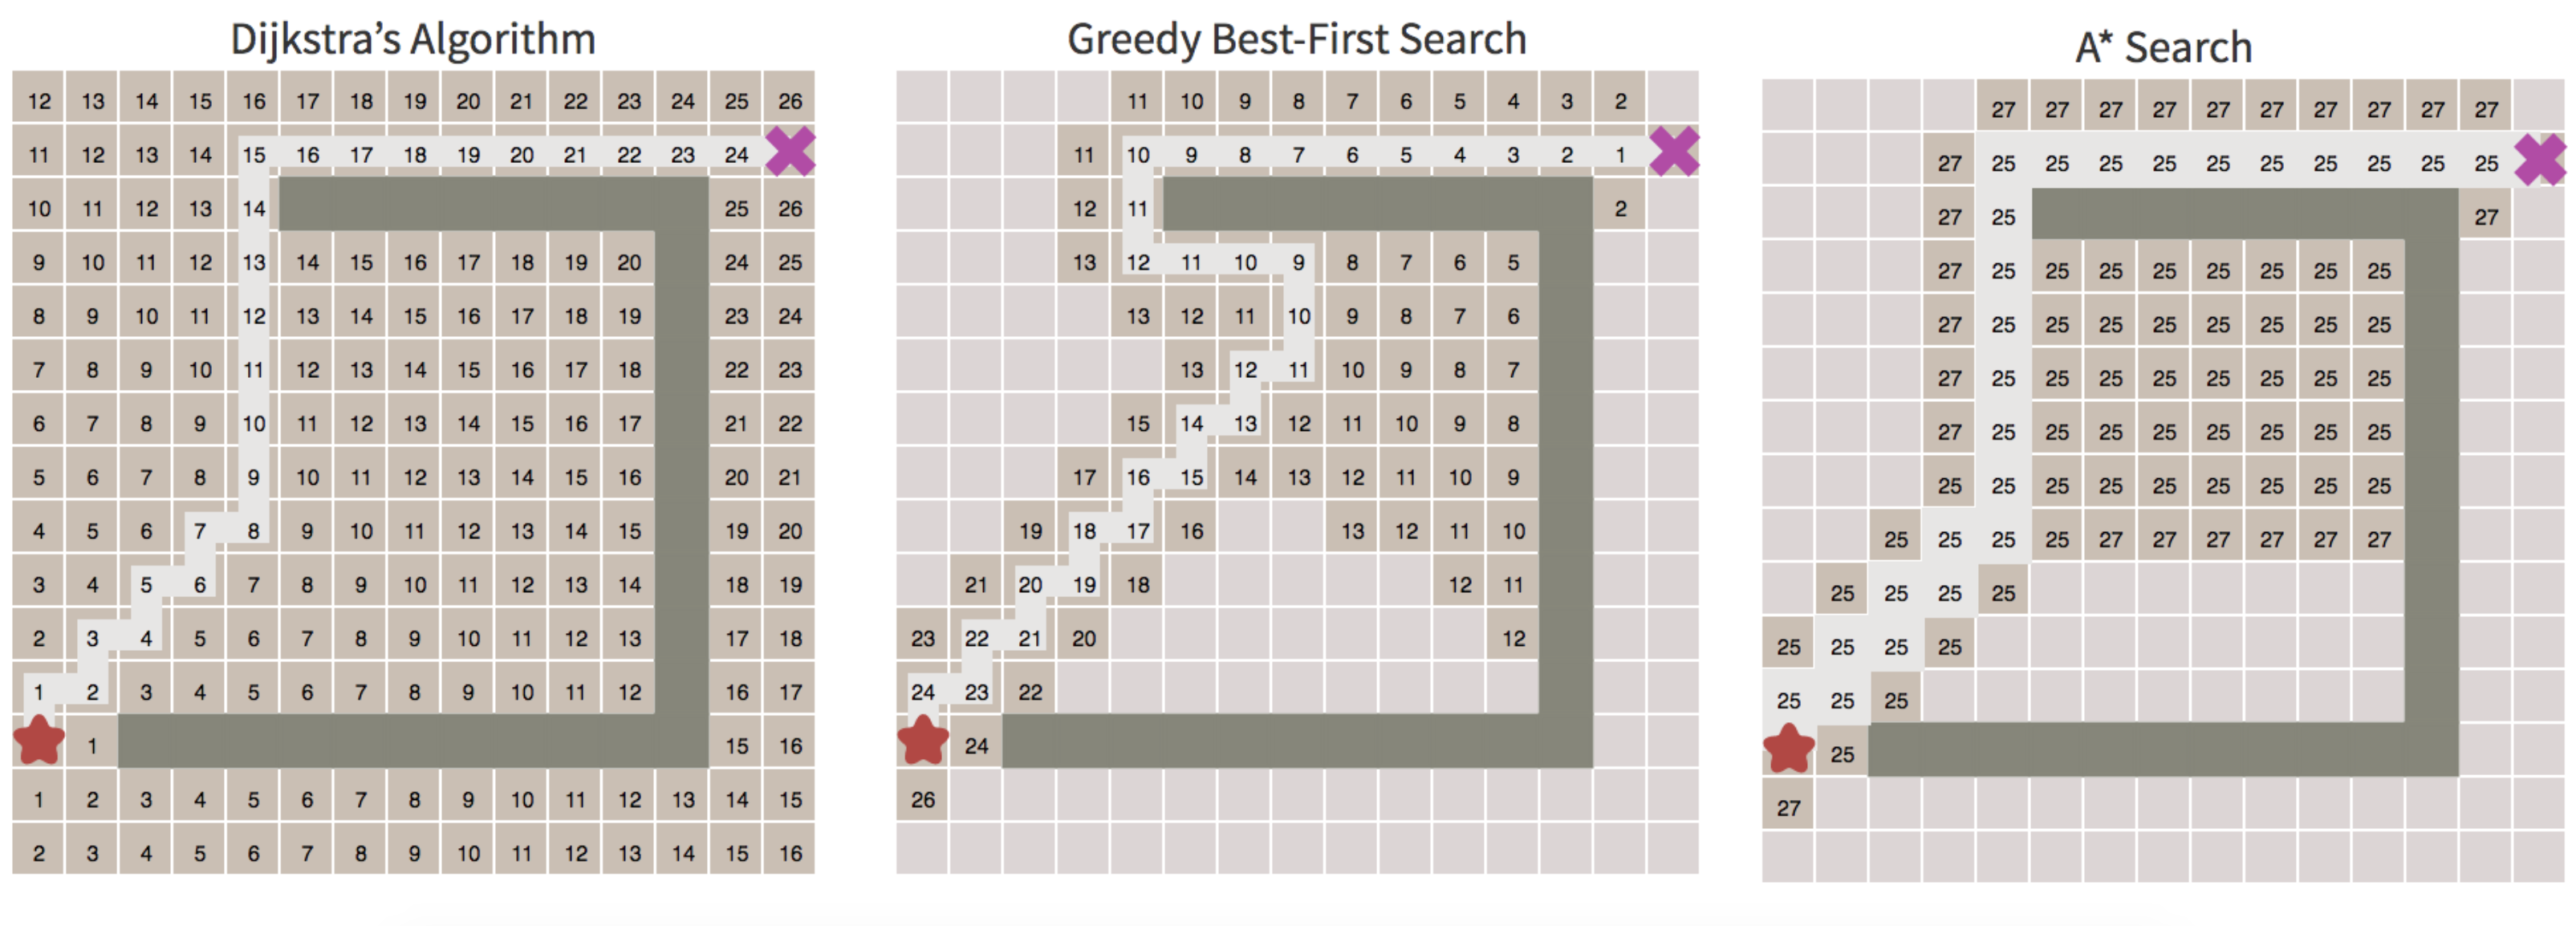 Dijkstra’s Algorithm
12 13 14 15 16 17 18 19 20 21 22 23 24 25 26
11 12 13 14 15 16 17 18 19 20 21 22 23 24
10 11 12 13 14 25 26
9 10 11 12 13 14 15 16 17 18 19 20 24 25
8 9 10 11 12 13 14 15 16 17 18 19 23 24
7 8 9 10 11 12 13 14 15 16 17 18 22 23
6 7 8 9 10 11 12 13 14 15 16 17 21 22
5 6 7 8 9 10 11 12 13 14 15 16 20 21
4 5 6 7 8 9 10 11 12 13 14 15 19 20
3 4 5 6 7 8 9 10 11 12 13 14 18 19
2 3 4 5 6 7 8 9 10 11 12 13 17 18
1 2 3 4 5 6 7 8 9 10 11 12 16 17
1 15 16
1 2 3 4 5 6 7 8 9 10 11 12 13 14 15
2 3 4 5 6 7 8 9 10 11 12 13 14 15 16
Greedy Best-First Search
11 10 9 8 7 6 5 4 3 2
11 10 9 8 7 6 5 4 3 2 1
12 11 2
13 12 11 10 9 8 7 6 5
13 12 11 10 9 8 7 6
13 12 11 10 9 8 7
15 14 13 12 11 10 9 8
17 16 15 14 13 12 11 10 9
19 18 17 16 13 12 11 10
21 20 19 18 12 11
23 22 21 20 12
24 23 22
24
26
A* Search
27 27 27 27 27 27 27 27 27 27
27 25 25 25 25 25 25 25 25 25 25
27 25 27
27 25 25 25 25 25 25 25 25
27 25 25 25 25 25 25 25 25
27 25 25 25 25 25 25 25 25
27 25 25 25 25 25 25 25 25
25 25 25 25 25 25 25 25 25
25 25 25 25 27 27 27 27 27 27
25 25 25 25
25 25 25 25
25 25 25
25
27